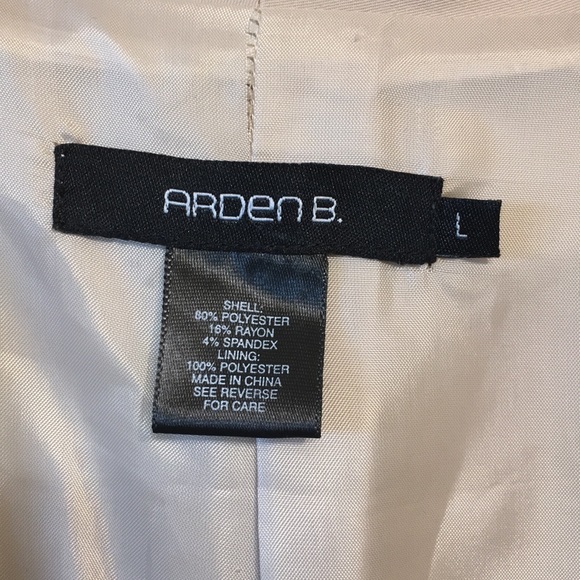 ARDEN B.
L
SHELL:
80% POLYESTER
16% RAYON
4% SPANDEX
LINING:
100% POLYESTER
MADE IN CHINA
SEE REVERSE
FOR CARE